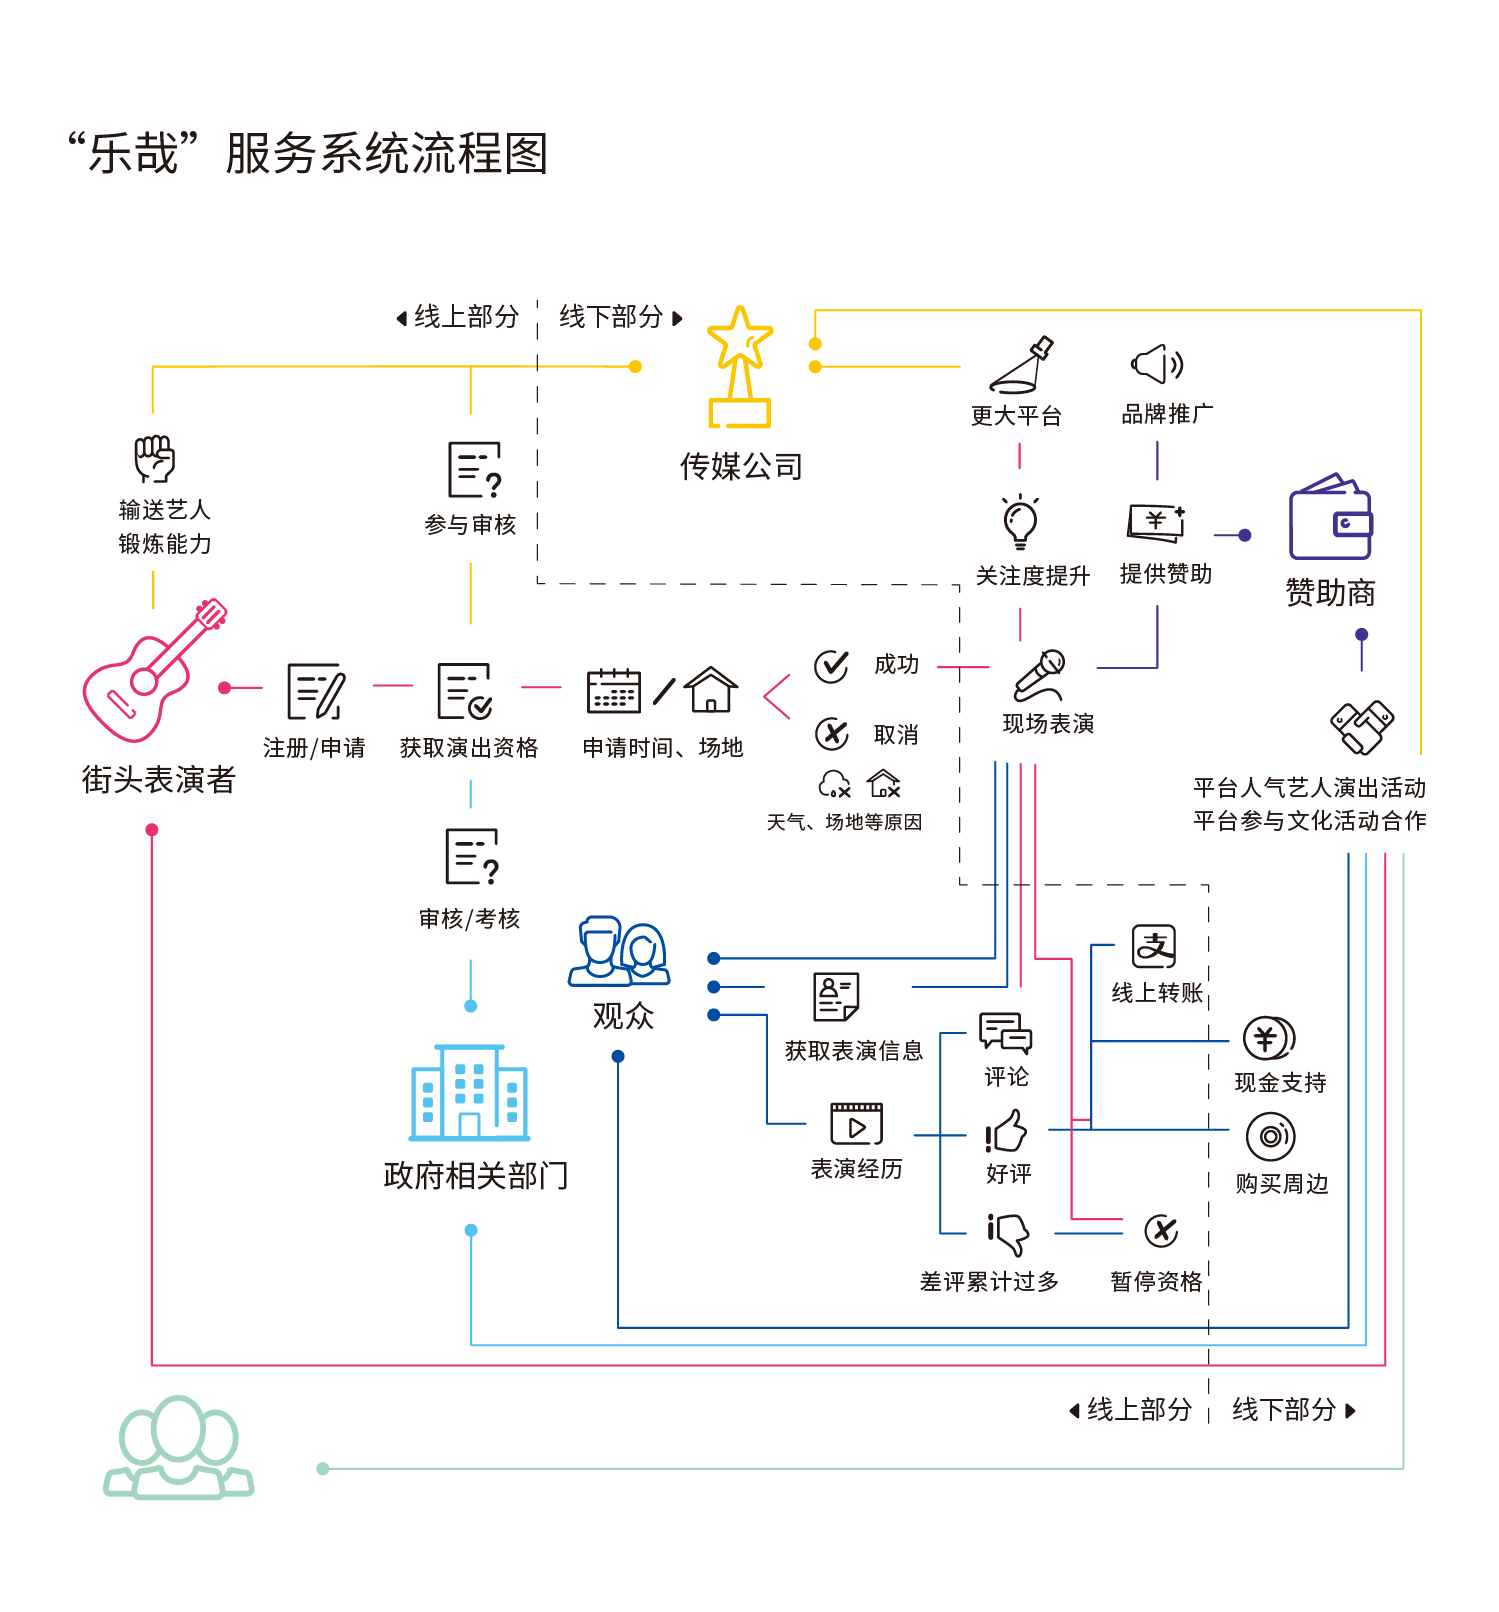 “乐哉”服务系统流程图
线上部分
线下部分
传媒公司
更大平台
品牌推广
输送艺人
锻炼能力
参与审核
关注度提升
提供赞助
赞助商
街头表演者
注册/申请
获取演出资格
申请时间、场地
成功
取消
天气、场地等原因
现场表演
平台人气艺人演出活动
平台参与文化活动合作
审核/考核
观众
获取表演信息
评论
线上转账
现金支持
政府相关部门
表演经历
好评
购买周边
差评累计过多
暂停资格
线上部分
线下部分